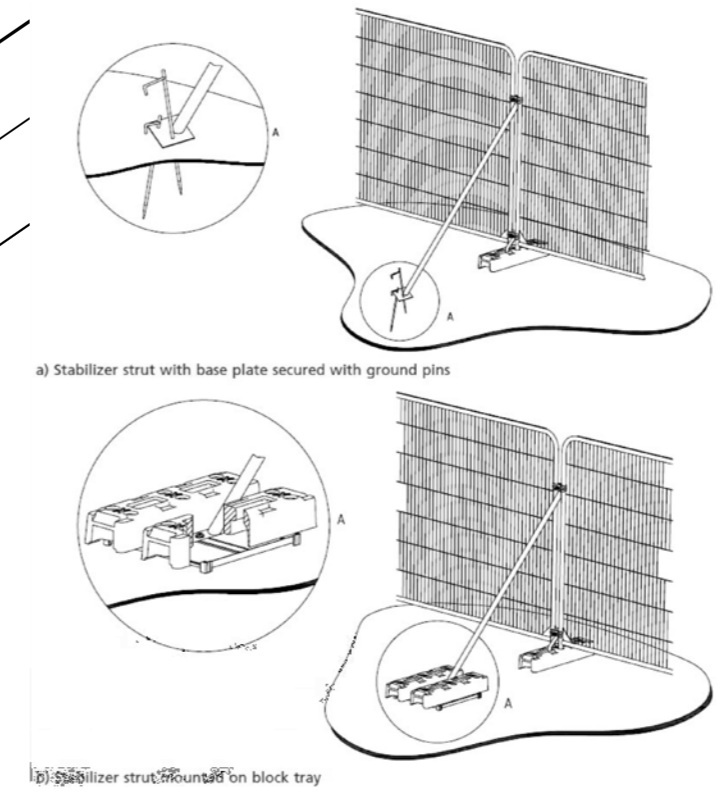 A
A
a) Stabilizer strut with base plate secured with ground pins
A
A
b) Stabilizer strut mounted on block tray